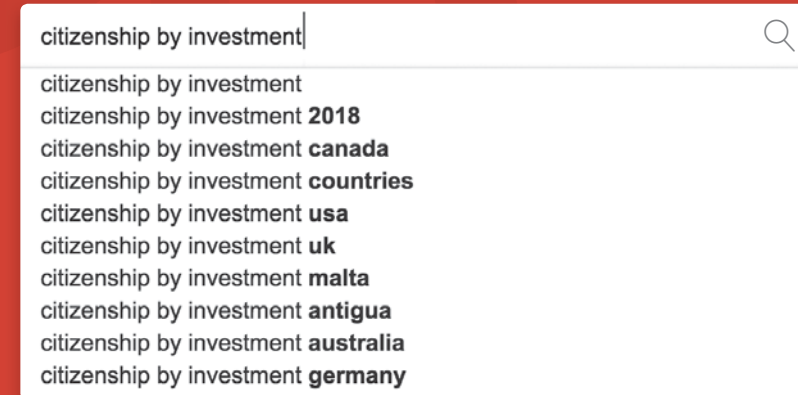 citizenship by investment
citizenship by investment
citizenship by investment 2018
citizenship by investment canada
citizenship by investment countries
citizenship by investment usa
citizenship by investment uk
citizenship by investment malta
citizenship by investment antigua
citizenship by investment australia
citizenship by investment germany